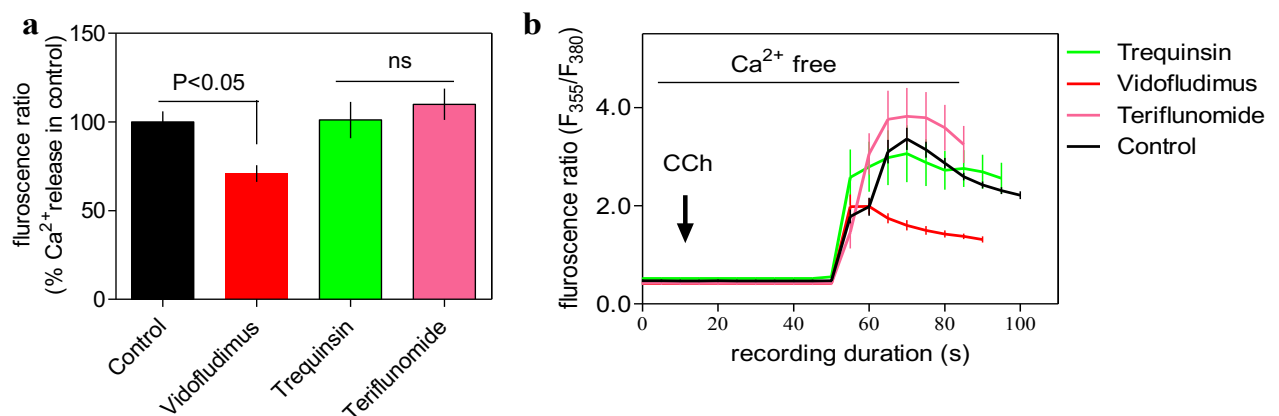 a
fluroscence ratio
(% Ca²⁺release in control)
150
100
50
0
P<0.05
ns
Control
Vidofludimus
Trequinsin
Teriflunomide
b
fluroscence ratio (F₃₅₅/F₃₈₀)
4.0
2.0
0.0
Ca²⁺ free
CCh
0 20 40 60 80 100
recording duration (s)
Trequinsin
Vidofludimus
Teriflunomide
Control